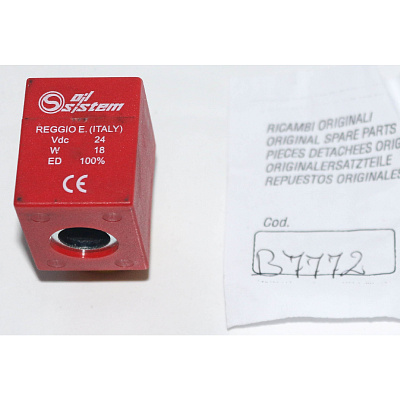 oil
sistem
REGGIO E. (ITALY)
Vdc 24
W 18
ED 100%
CE
RICAMBI ORIGINALI
ORIGINAL SPARE PARTS
PIECES DETACHEES ORIG
ORIGINALERSATZTEILE
REPUESTOS ORIGINALES
Cod.
B7772